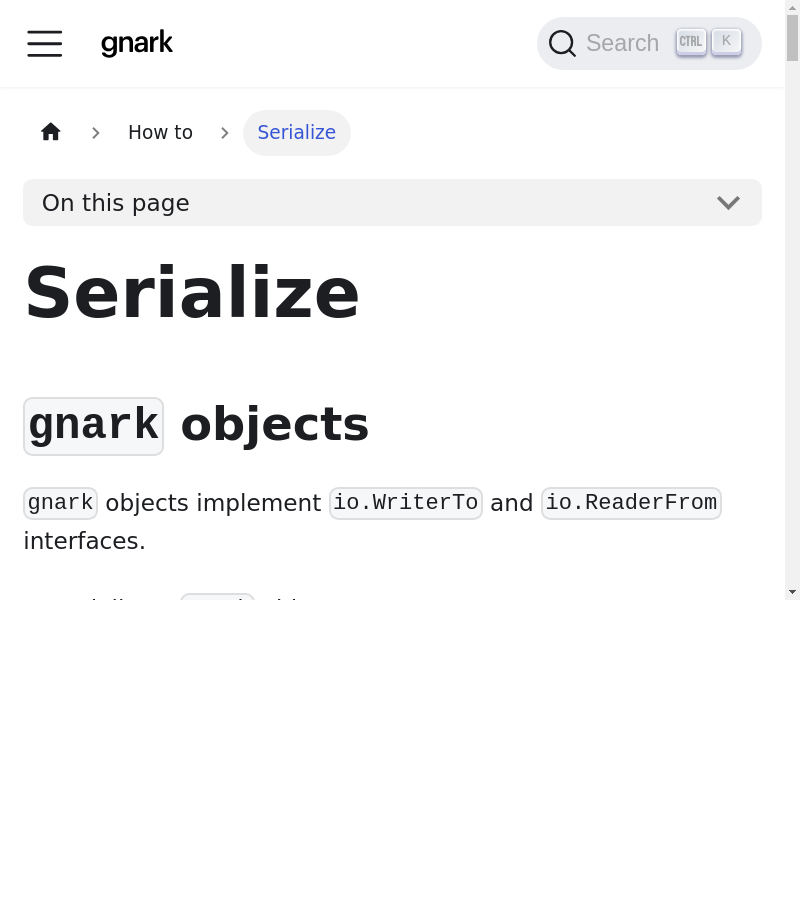 gnark
Search CTRL K
How to
Serialize
On this page
Serialize
gnark objects
gnark objects implement io.WriterTo and io.ReaderFrom
interfaces.